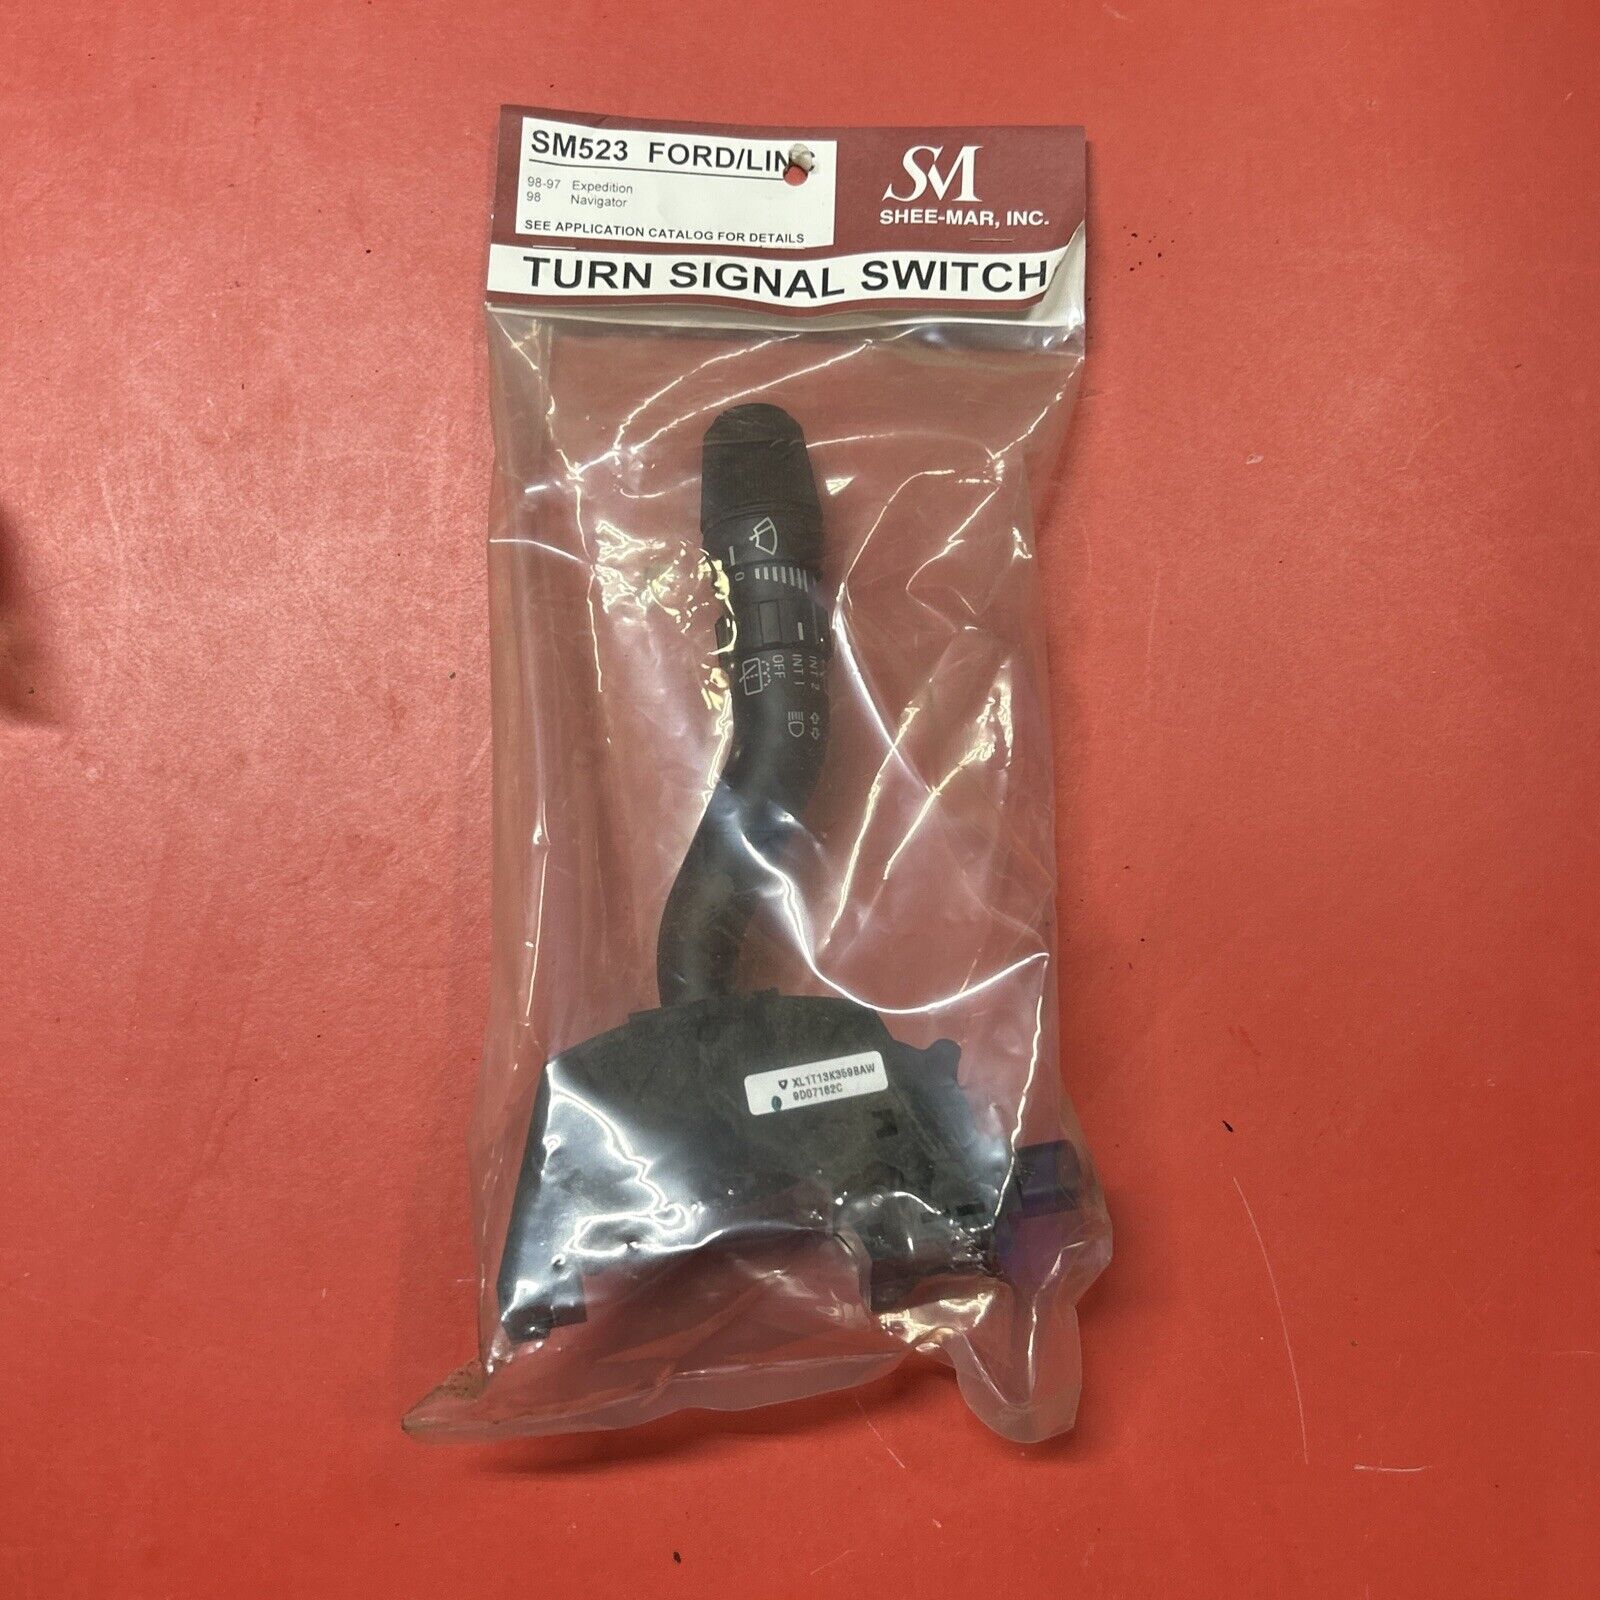 SM523 FORD/LINC
98-97 Expedition
98 Navigator
SEE APPLICATION CATALOG FOR DETAILS
SM
SHEE-MAR, INC.
TURN SIGNAL SWITCH
0
OFF
INT 1
INT 2
XL1T13K359BAW
9D07162C